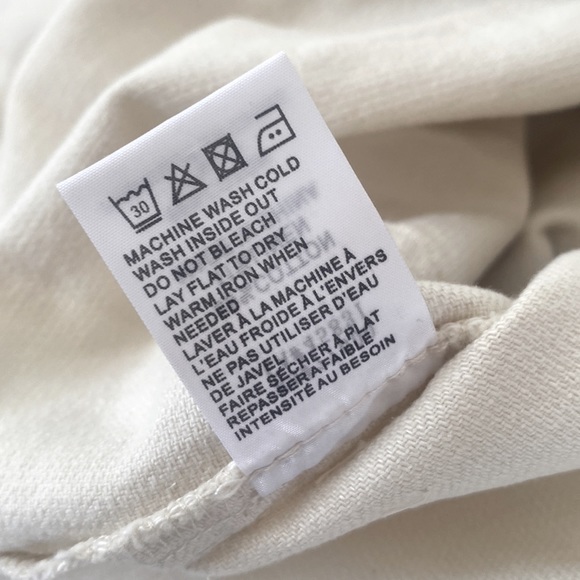 30
MACHINE WASH COLD
WASH INSIDE OUT
DO NOT BLEACH
LAY FLAT TO DRY
WARM IRON WHEN
NEEDED
LAVER À LA MACHINE À
L'EAU FROIDE À L'ENVERS
NE PAS UTILISER D'EAU
DE JAVEL
FAIRE SÉCHER À PLAT
REPASSER A FAIBLE
INTENSITÉ AU BESOIN